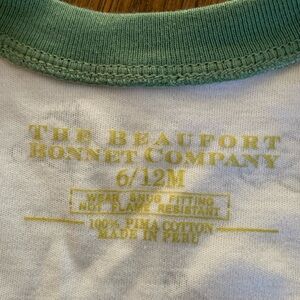 THE BEAUFORT
BONNET COMPANY
6/12M
WEAR SNUG FITTING
NOT FLAME RESISTANT
100% PIMA COTTON
MADE IN PERU